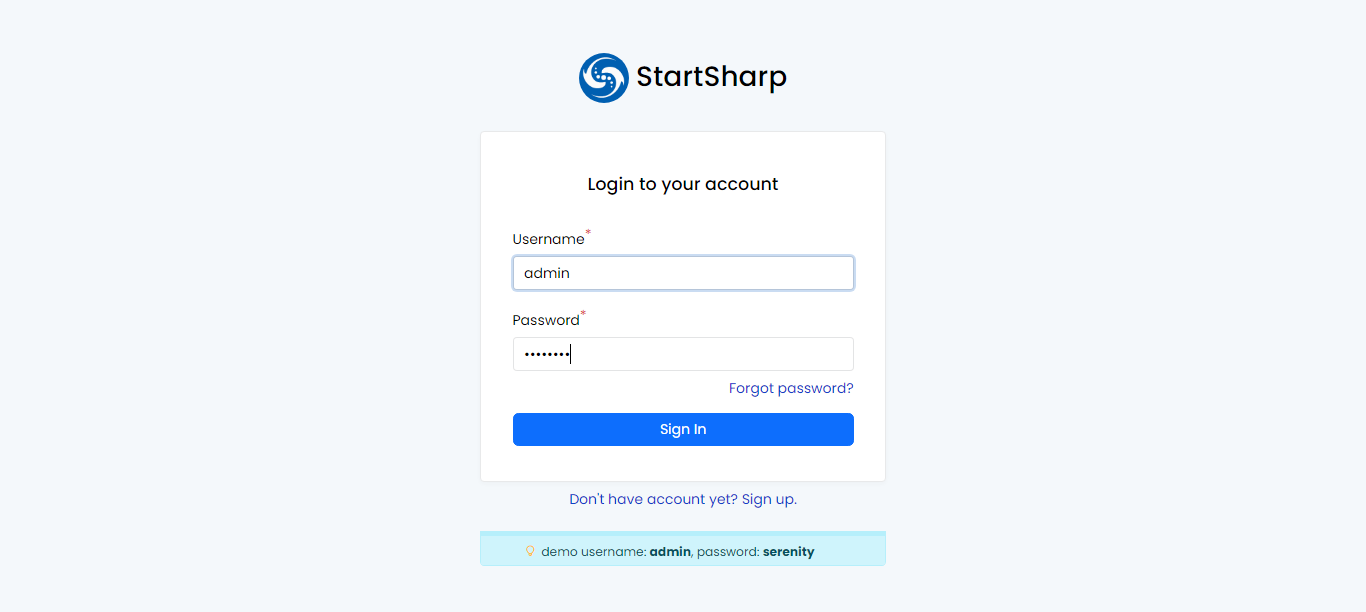 StartSharp
Login to your account
Username*
admin
Password*
••••••••
Forgot password?
Sign In
Don't have account yet? Sign up.
demo username: admin, password: serenity